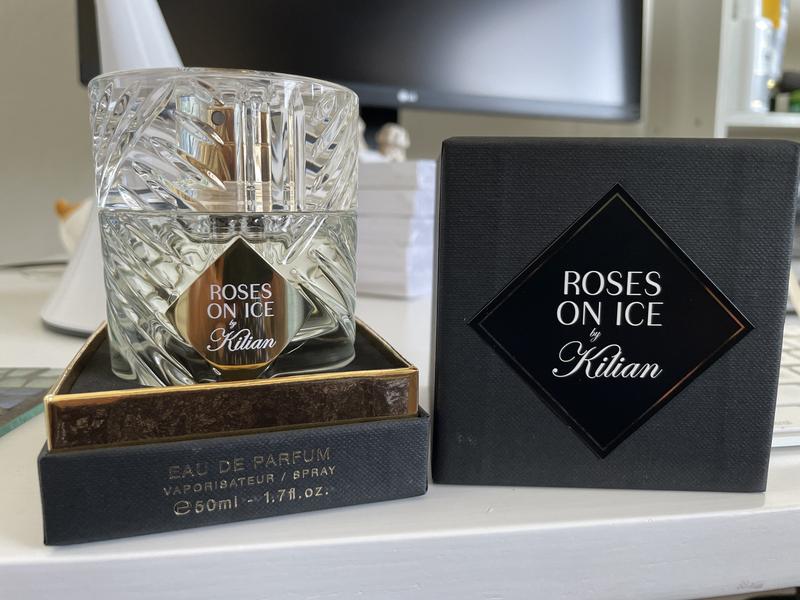 ROSES
ON ICE
by
Kilian
EAU DE PARFUM
VAPORISATEUR / SPRAY
℮50ml - 1.7fl.oz.
ROSES
ON ICE
by
Kilian
LG